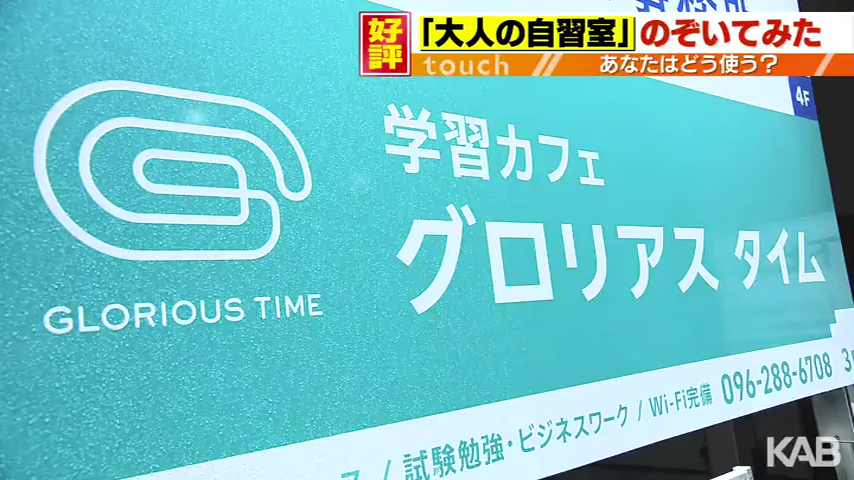 好評
「大人の自習室」のぞいてみた
touch
あなたはどう使う?
4F
学習カフェ
グロリアス タイム
GLORIOUS TIME
/ 試験勉強・ビジネスワーク / Wi-Fi完備 096-288-6708
KAB